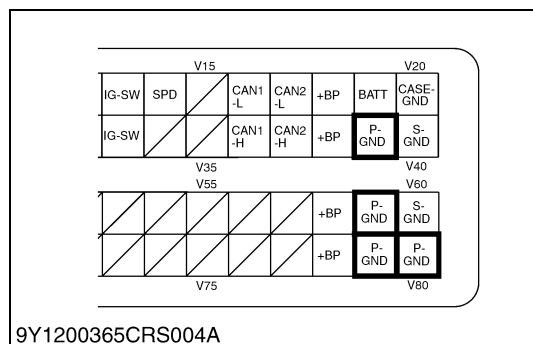 V15 V20
IG-SW SPD CAN1 -L CAN2 -L +BP BATT CASE- GND
IG-SW CAN1 -H CAN2 -H +BP P- GND S- GND
V35 V40
V55 V60
+BP P- GND S- GND
+BP P- GND P- GND
V75 V80
9Y1200365CRS004A